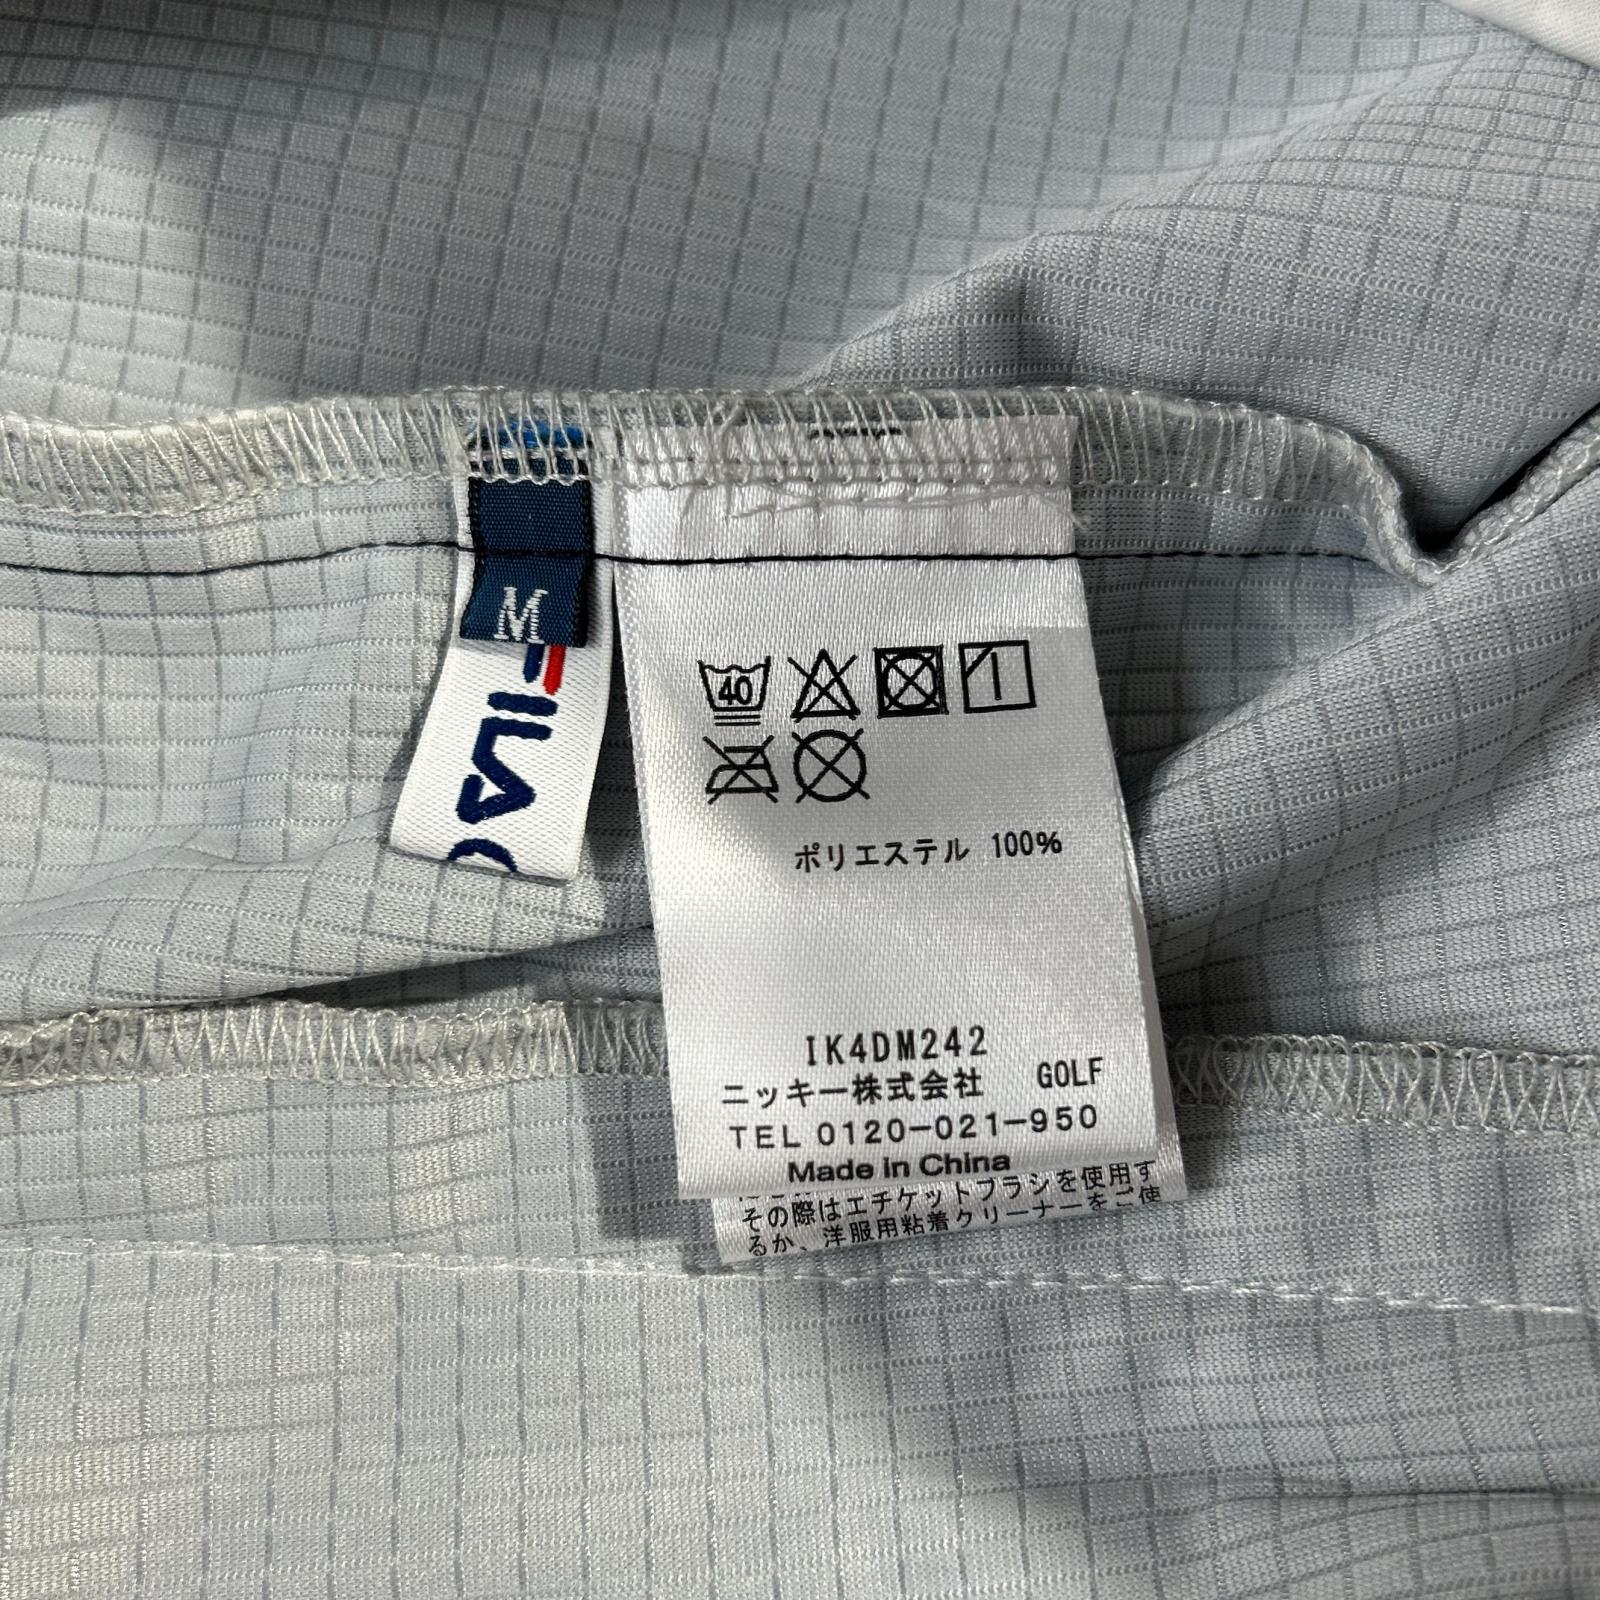 M
FILA
40
ポリエステル 100%
IK4DM242
ニッキー株式会社 GOLF
TEL 0120-021-950
Made in China
その際はエチケットブラシを使用す
るか、洋服用粘着クリーナーをご使